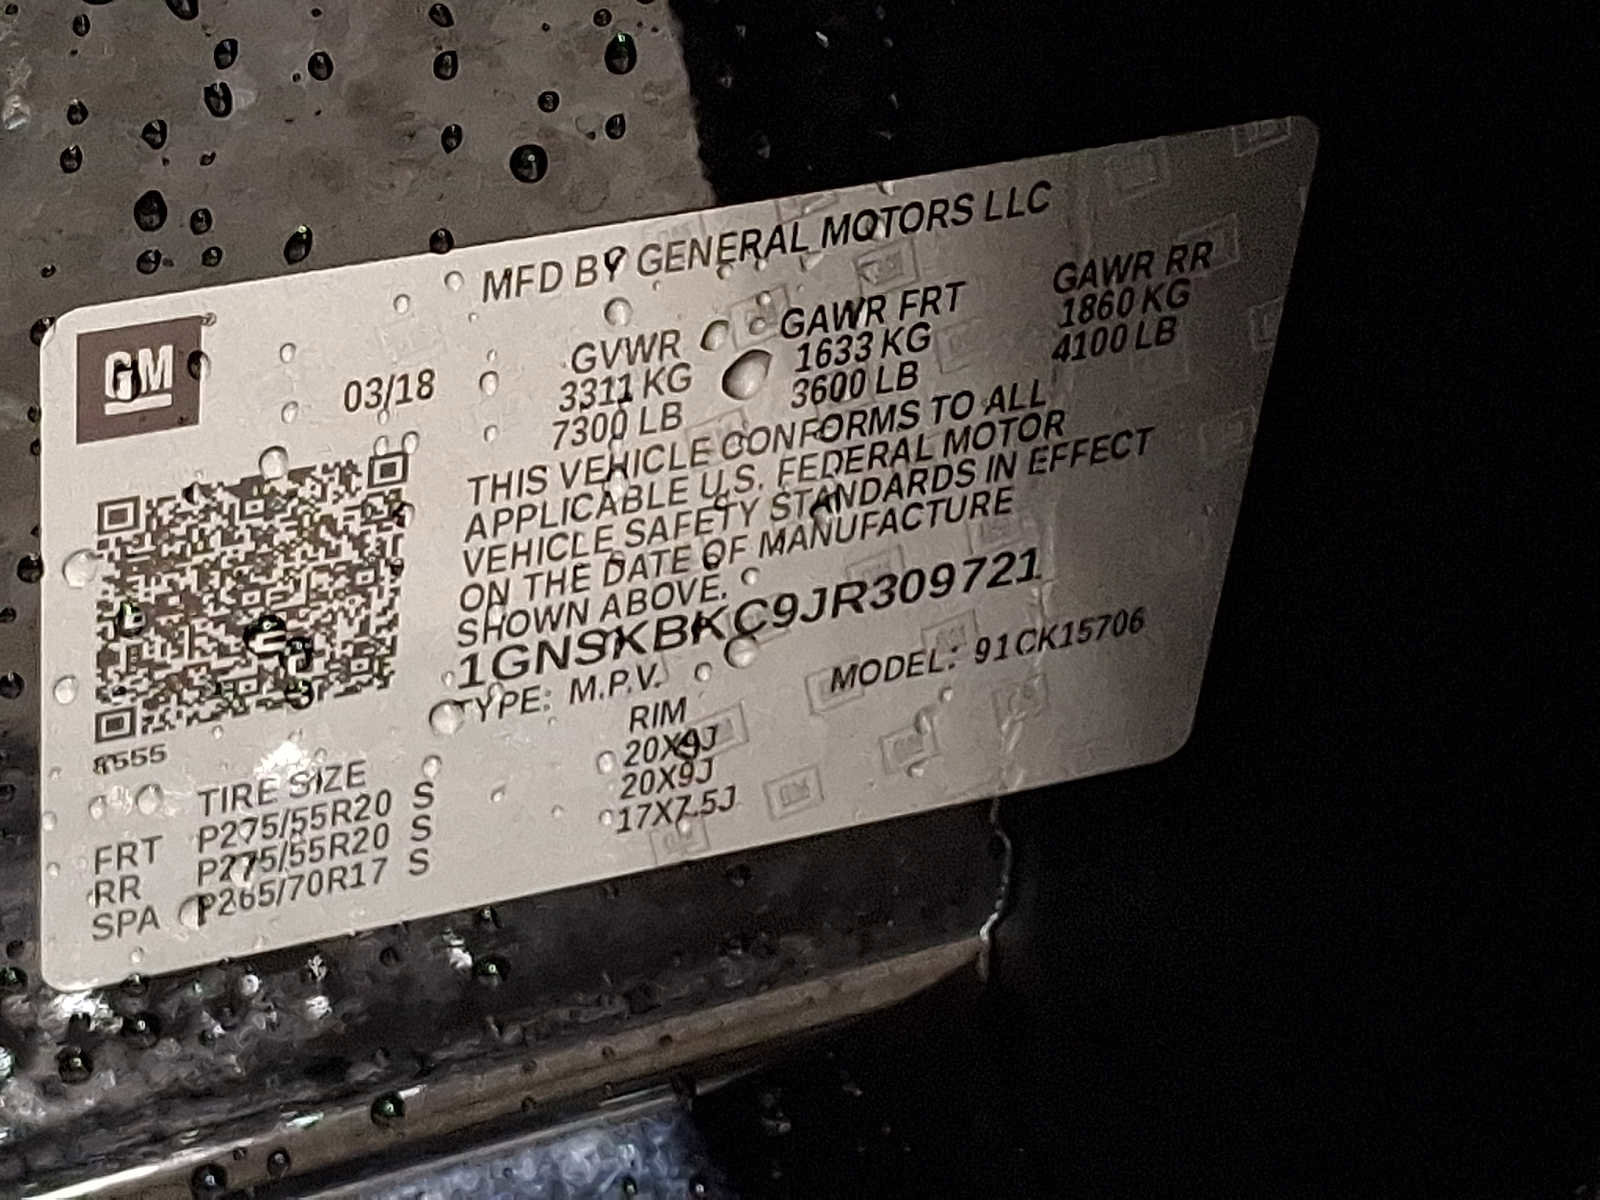 MFD BY GENERAL MOTORS LLC
GM
03/18
GVWR GAWR FRT GAWR RR
3311 KG 1633 KG 1860 KG
7300 LB 3600 LB 4100 LB
THIS VEHICLE CONFORMS TO ALL
APPLICABLE U.S. FEDERAL MOTOR
VEHICLE SAFETY STANDARDS IN EFFECT
ON THE DATE OF MANUFACTURE
SHOWN ABOVE.
1GNSKBKC9JR309721
TYPE: M.P.V. MODEL: 91CK15706
8555
TIRE SIZE RIM
FRT P275/55R20 S 20X9J
RR P275/55R20 S 20X9J
SPA P265/70R17 S 17X7.5J